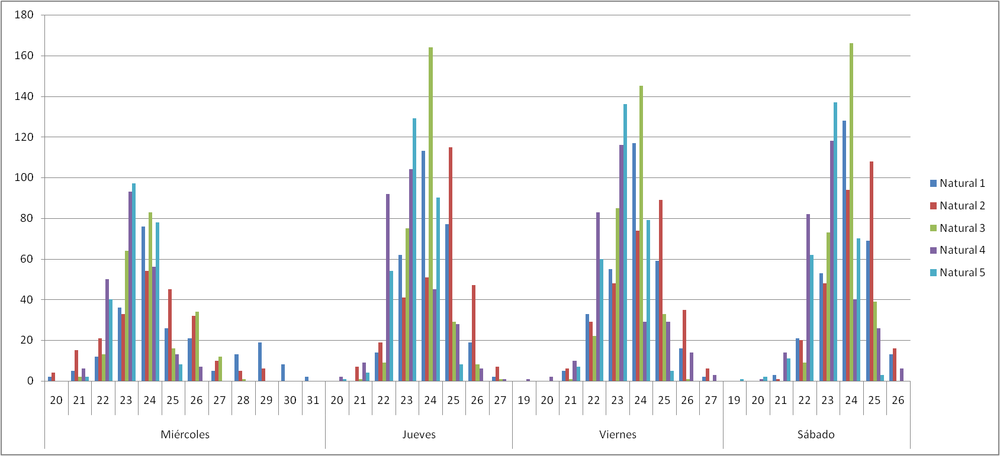 180
160
140
120
100
80
60
40
20
0
20 21 22 23 24 25 26 27 28 29 30 31 20 21 22 23 24 25 26 27 19 20 21 22 23 24 25 26 27 19 20 21 22 23 24 25 26
Miércoles Jueves Viernes Sábado
Natural 1
Natural 2
Natural 3
Natural 4
Natural 5